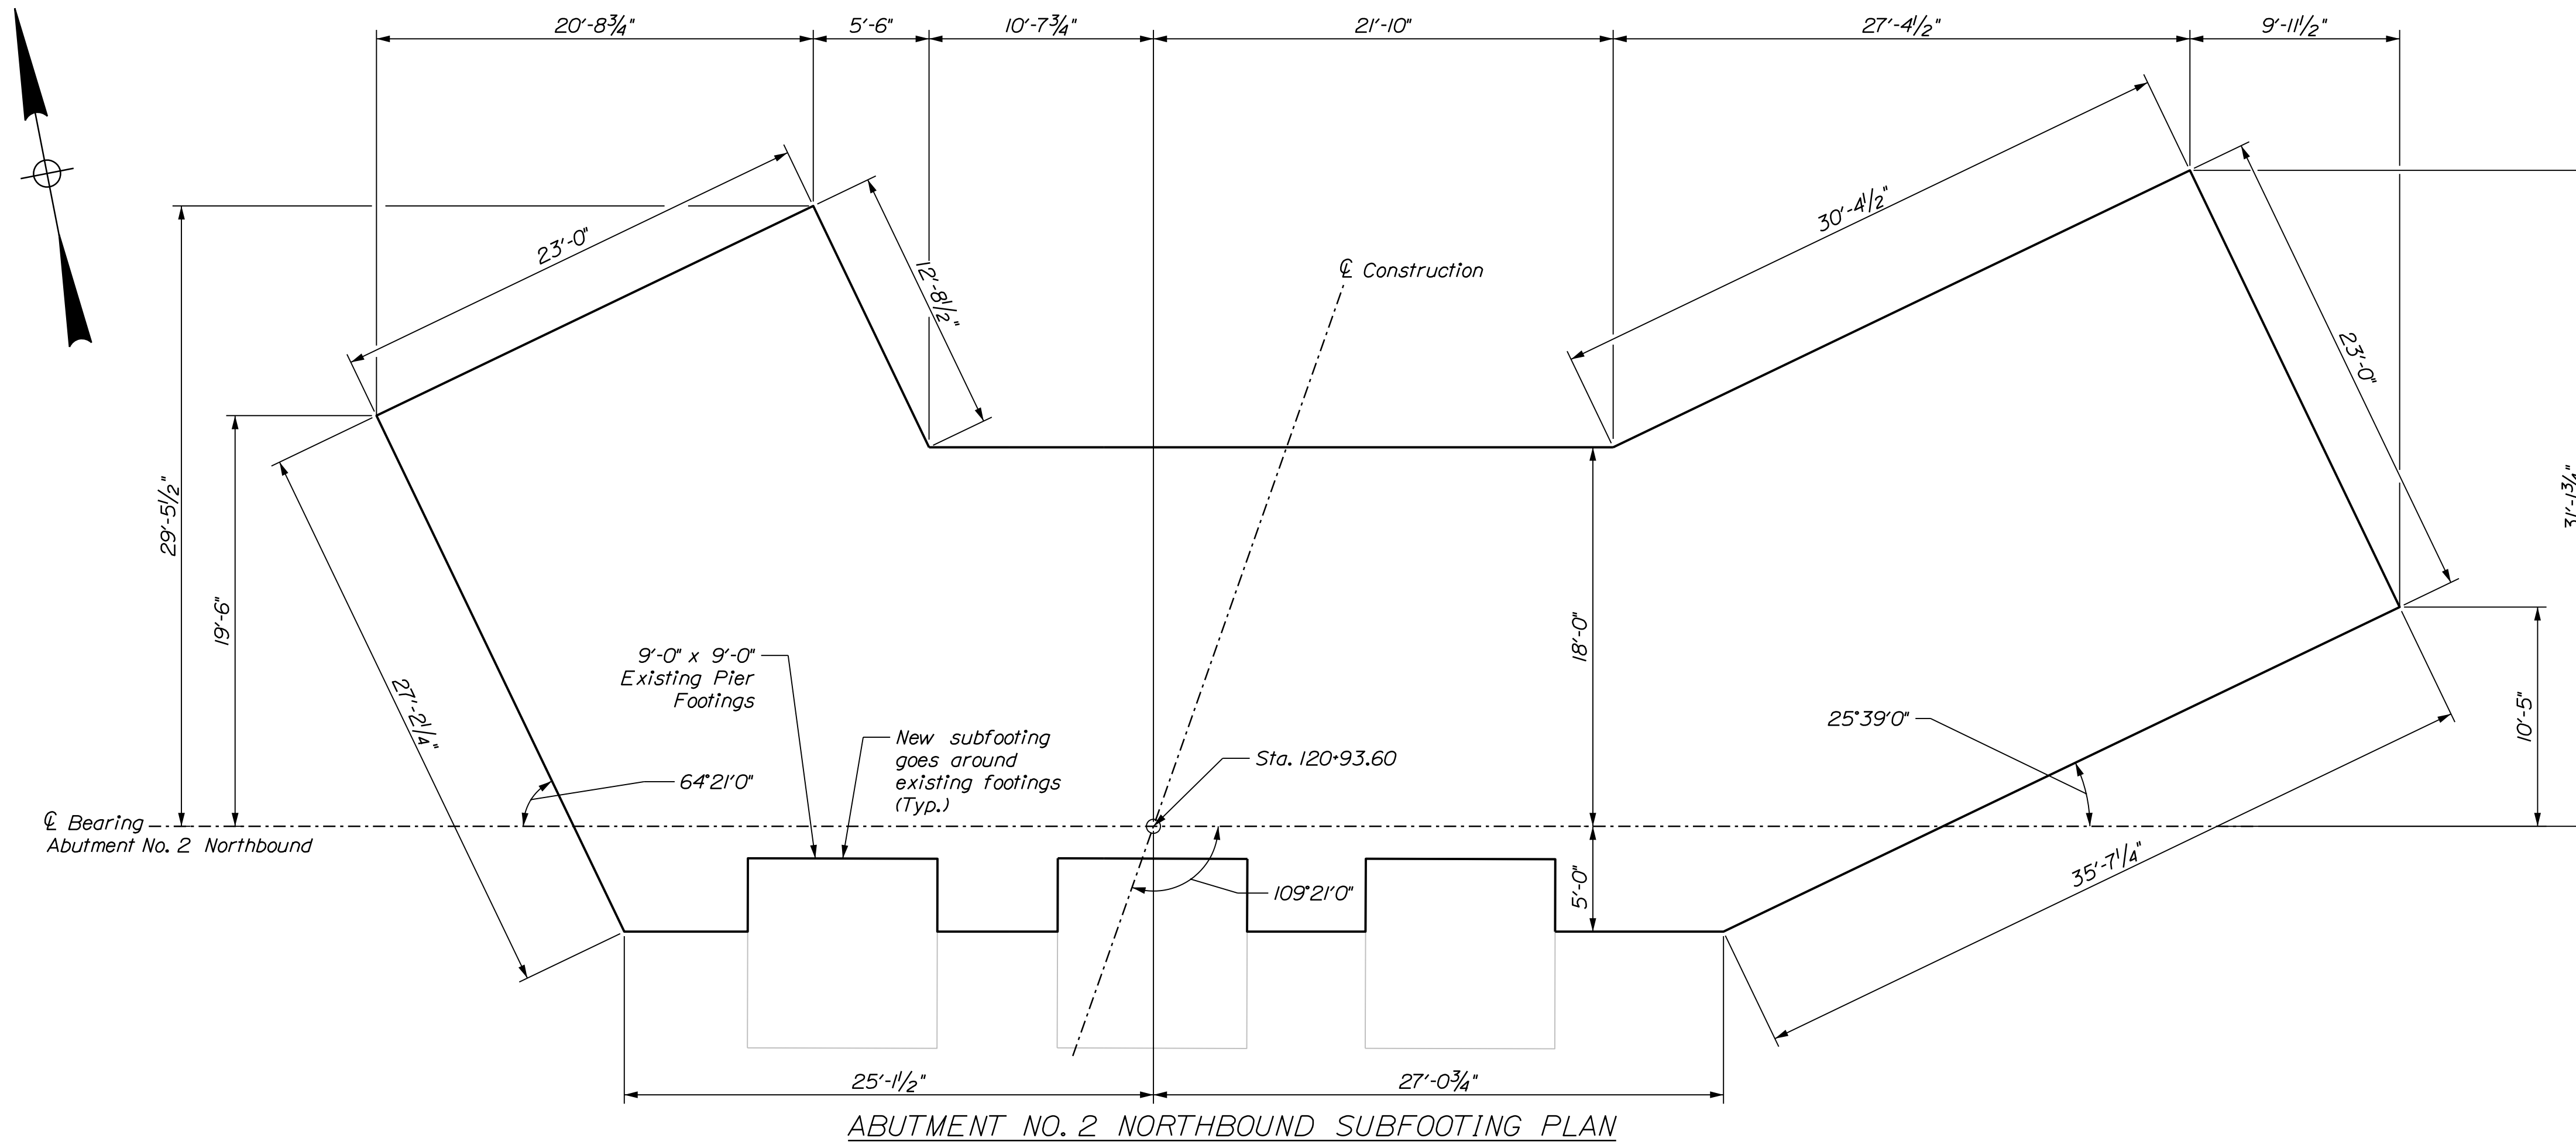 20'-8¾"
5'-6"
10'-7¾"
21'-10"
27'-4½"
9'-11½"
23'-0"
12'-8½"
30'-4½"
23'-0"
℄ Construction
29'-5½"
19'-6"
31'-1¾"
18'-0"
10'-5"
27'-2¼"
9'-0" x 9'-0"
Existing Pier
Footings
New subfooting
goes around
existing footings
(Typ.)
64°21'0"
Sta. 120+93.60
25°39'0"
℄ Bearing
Abutment No. 2 Northbound
109°21'0"
5'-0"
35'-7¼"
25'-1½"
27'-0¾"
ABUTMENT NO. 2 NORTHBOUND SUBFOOTING PLAN